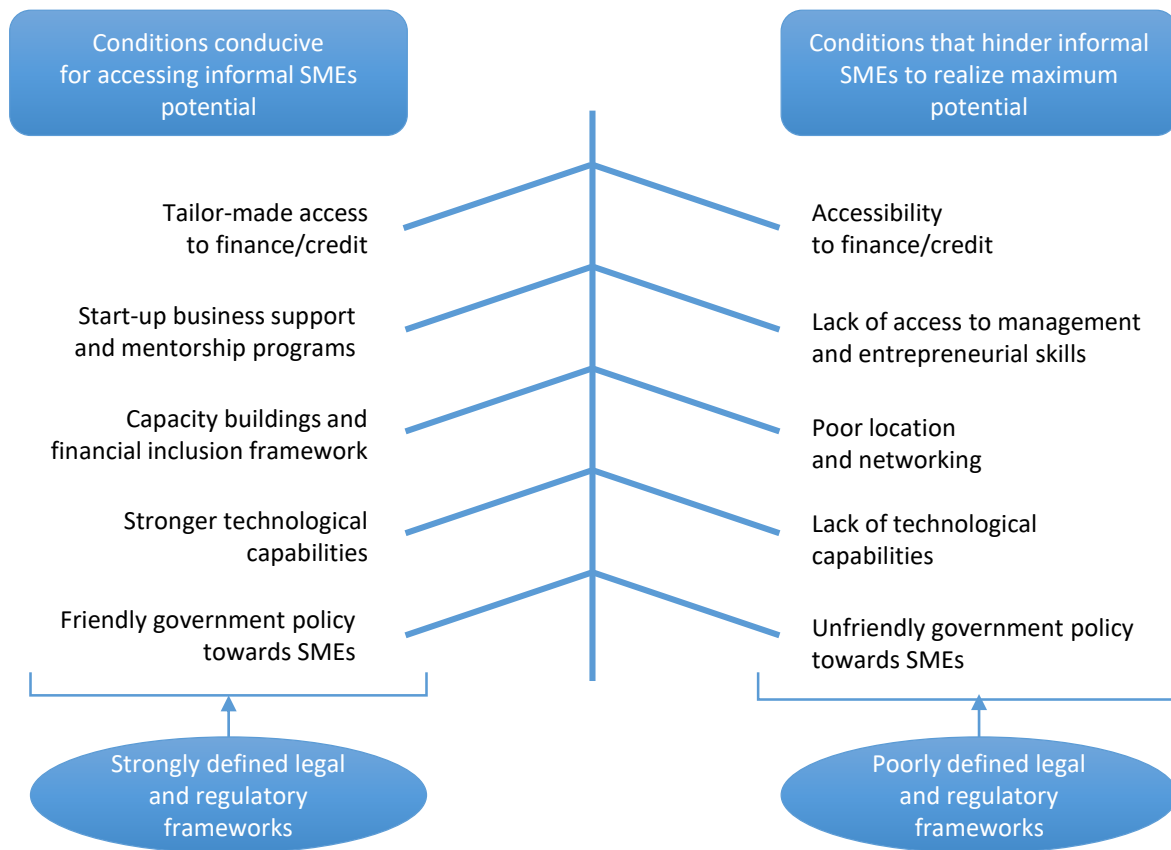 Conditions conducive
for accessing informal SMEs
potential
Conditions that hinder informal
SMEs to realize maximum
potential
Tailor-made access
to finance/credit
Accessibility
to finance/credit
Start-up business support
and mentorship programs
Lack of access to management
and entrepreneurial skills
Capacity buildings and
financial inclusion framework
Poor location
and networking
Stronger technological
capabilities
Lack of technological
capabilities
Friendly government policy
towards SMEs
Unfriendly government policy
towards SMEs
Strongly defined legal
and regulatory
frameworks
Poorly defined legal
and regulatory
frameworks